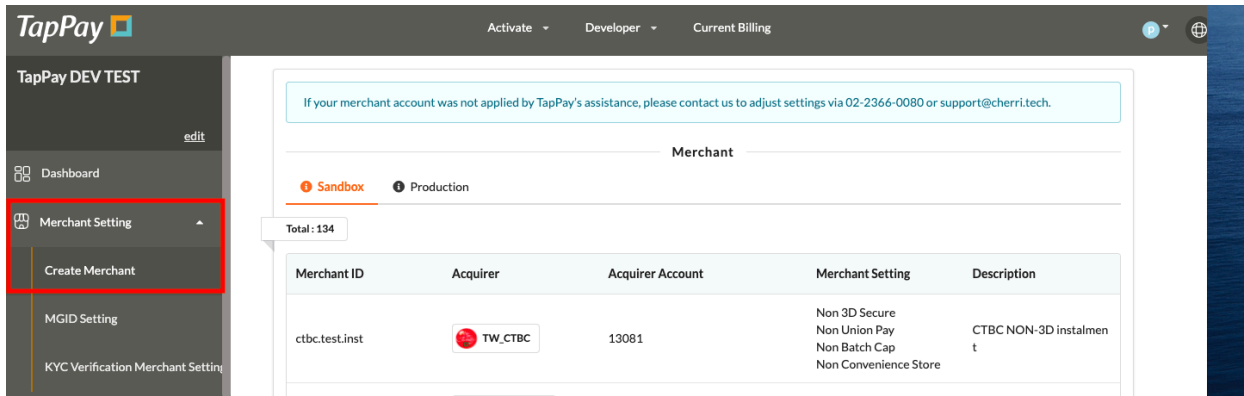 TapPay
Activate
Developer
Current Billing
P
TapPay DEV TEST
edit
Dashboard
Merchant Setting
Create Merchant
MGID Setting
KYC Verification Merchant Setting
If your merchant account was not applied by TapPay's assistance, please contact us to adjust settings via 02-2366-0080 or support@cherri.tech.
Merchant
Sandbox
Production
Total : 134
Merchant ID
Acquirer
Acquirer Account
Merchant Setting
Description
ctbc.test.inst
TW_CTBC
13081
Non 3D Secure
Non Union Pay
Non Batch Cap
Non Convenience Store
CTBC NON-3D instalmen
t